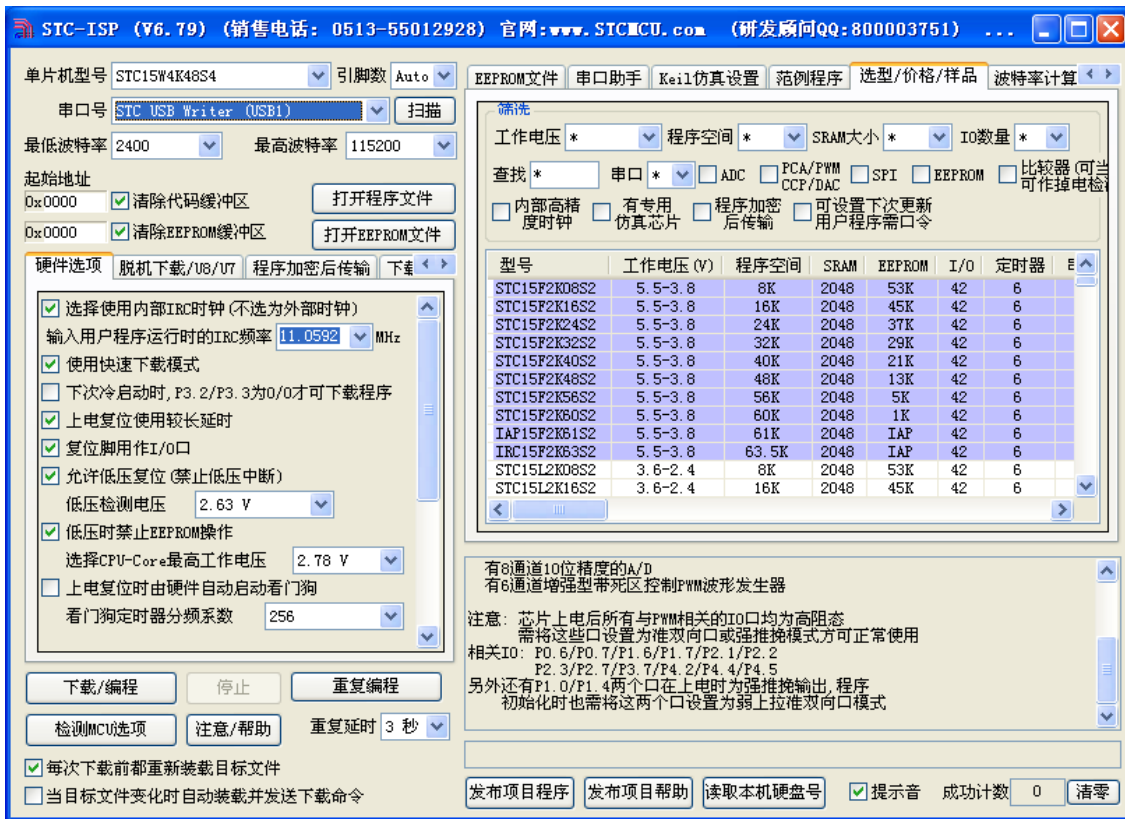 STC-ISP (V6.79) (销售电话: 0513-55012928) 官网:www.STCMCU.com (研发顾问QQ:800003751) ...
单片机型号 STC15W4K48S4 引脚数 Auto
串口号 STC USB Writer (USB1) 扫描
最低波特率 2400 最高波特率 115200
起始地址
0x0000 清除代码缓冲区 打开程序文件
0x0000 清除EEPROM缓冲区 打开EEPROM文件
硬件选项 脱机下载/U8/U7 程序加密后传输
选择使用内部IRC时钟(不选为外部时钟)
输入用户程序运行时的IRC频率 11.0592 MHz
使用快速下载模式
下次冷启动时,P3.2/P3.3为0/0才可下载程序
上电复位使用较长延时
复位脚用作I/O口
允许低压复位(禁止低压中断)
低压检测电压 2.63 V
低压时禁止EEPROM操作
选择CPU-Core最高工作电压 2.78 V
上电复位时由硬件自动启动看门狗
看门狗定时器分频系数 256
下载/编程 停止 重复编程
检测MCU选项 注意/帮助 重复延时 3 秒
每次下载前都重新装载目标文件
当目标文件变化时自动装载并发送下载命令
EEPROM文件 串口助手 Keil仿真设置 范例程序 选型/价格/样品 波特率计算
筛选
工作电压 * 程序空间 * SRAM大小 * IO数量 *
查找 * 串口 * ADC PCA/PWM CCP/DAC SPI EEPROM 比较器(可当 可作掉电检
内部高精度时钟 有专用仿真芯片 程序加密后传输 可设置下次更新用户程序需口令
型号 工作电压(V) 程序空间 SRAM EEPROM I/O 定时器
STC15F2K08S2 5.5-3.8 8K 2048 53K 42 6
STC15F2K16S2 5.5-3.8 16K 2048 45K 42 6
STC15F2K24S2 5.5-3.8 24K 2048 37K 42 6
STC15F2K32S2 5.5-3.8 32K 2048 29K 42 6
STC15F2K40S2 5.5-3.8 40K 2048 21K 42 6
STC15F2K48S2 5.5-3.8 48K 2048 13K 42 6
STC15F2K56S2 5.5-3.8 56K 2048 5K 42 6
STC15F2K60S2 5.5-3.8 60K 2048 1K 42 6
IAP15F2K61S2 5.5-3.8 61K 2048 IAP 42 6
IRC15F2K63S2 5.5-3.8 63.5K 2048 IAP 42 6
STC15L2K08S2 3.6-2.4 8K 2048 53K 42 6
STC15L2K16S2 3.6-2.4 16K 2048 45K 42 6
有8通道10位精度的A/D
有6通道增强型带死区控制PWM波形发生器
注意: 芯片上电后所有与PWM相关的IO口均为高阻态
需将这些口设置为准双向口或强推挽模式方可正常使用
相关IO: P0.6/P0.7/P1.6/P1.7/P2.1/P2.2
P2.3/P2.7/P3.7/P4.2/P4.4/P4.5
另外还有P1.0/P1.4两个口在上电时为强推挽输出,程序
初始化时也需将这两个口设置为弱上拉准双向口模式
发布项目程序 发布项目帮助 读取本机硬盘号 提示音 成功计数 0 清零